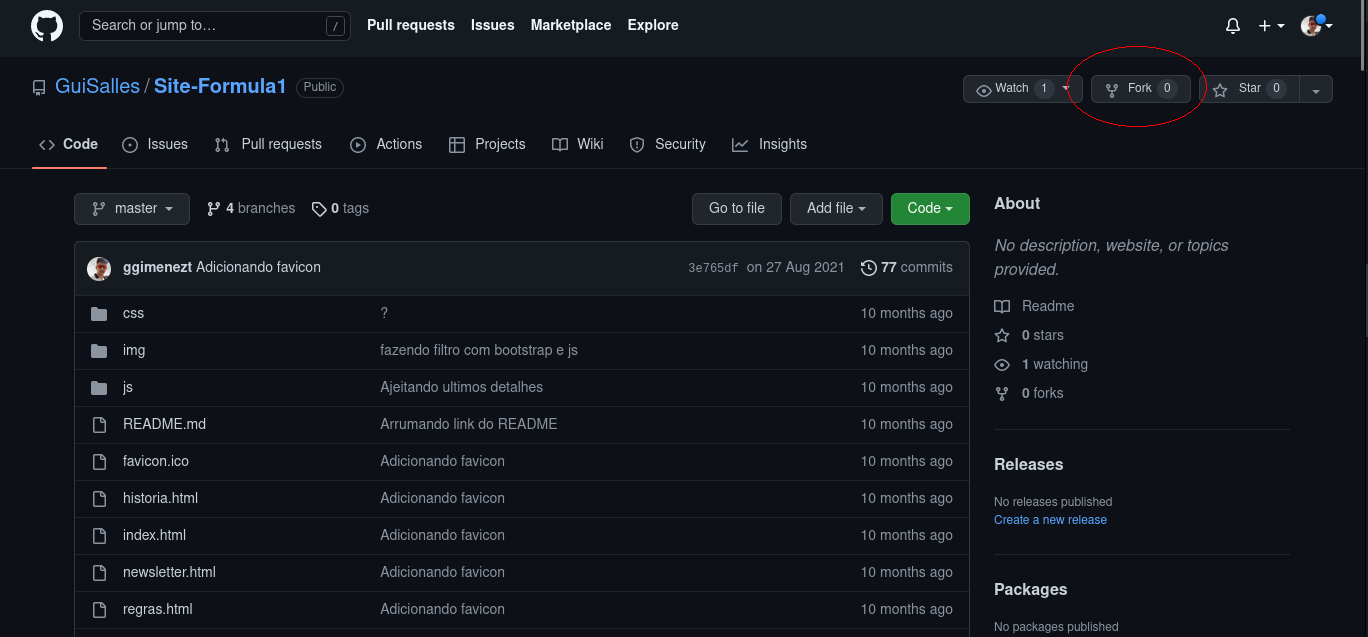 Search or jump to… /
Pull requests Issues Marketplace Explore
GuiSalles / Site-Formula1 Public
Watch 1 Fork 0 Star 0
Code Issues Pull requests Actions Projects Wiki Security Insights
master 4 branches 0 tags Go to file Add file Code
ggimenezt Adicionando favicon 3e765df on 27 Aug 2021 77 commits
css ? 10 months ago
img fazendo filtro com bootstrap e js 10 months ago
js Ajeitando ultimos detalhes 10 months ago
README.md Arrumando link do README 10 months ago
favicon.ico Adicionando favicon 10 months ago
historia.html Adicionando favicon 10 months ago
index.html Adicionando favicon 10 months ago
newsletter.html Adicionando favicon 10 months ago
regras.html Adicionando favicon 10 months ago
About
No description, website, or topics
provided.
Readme
0 stars
1 watching
0 forks
Releases
No releases published
Create a new release
Packages
No packages published